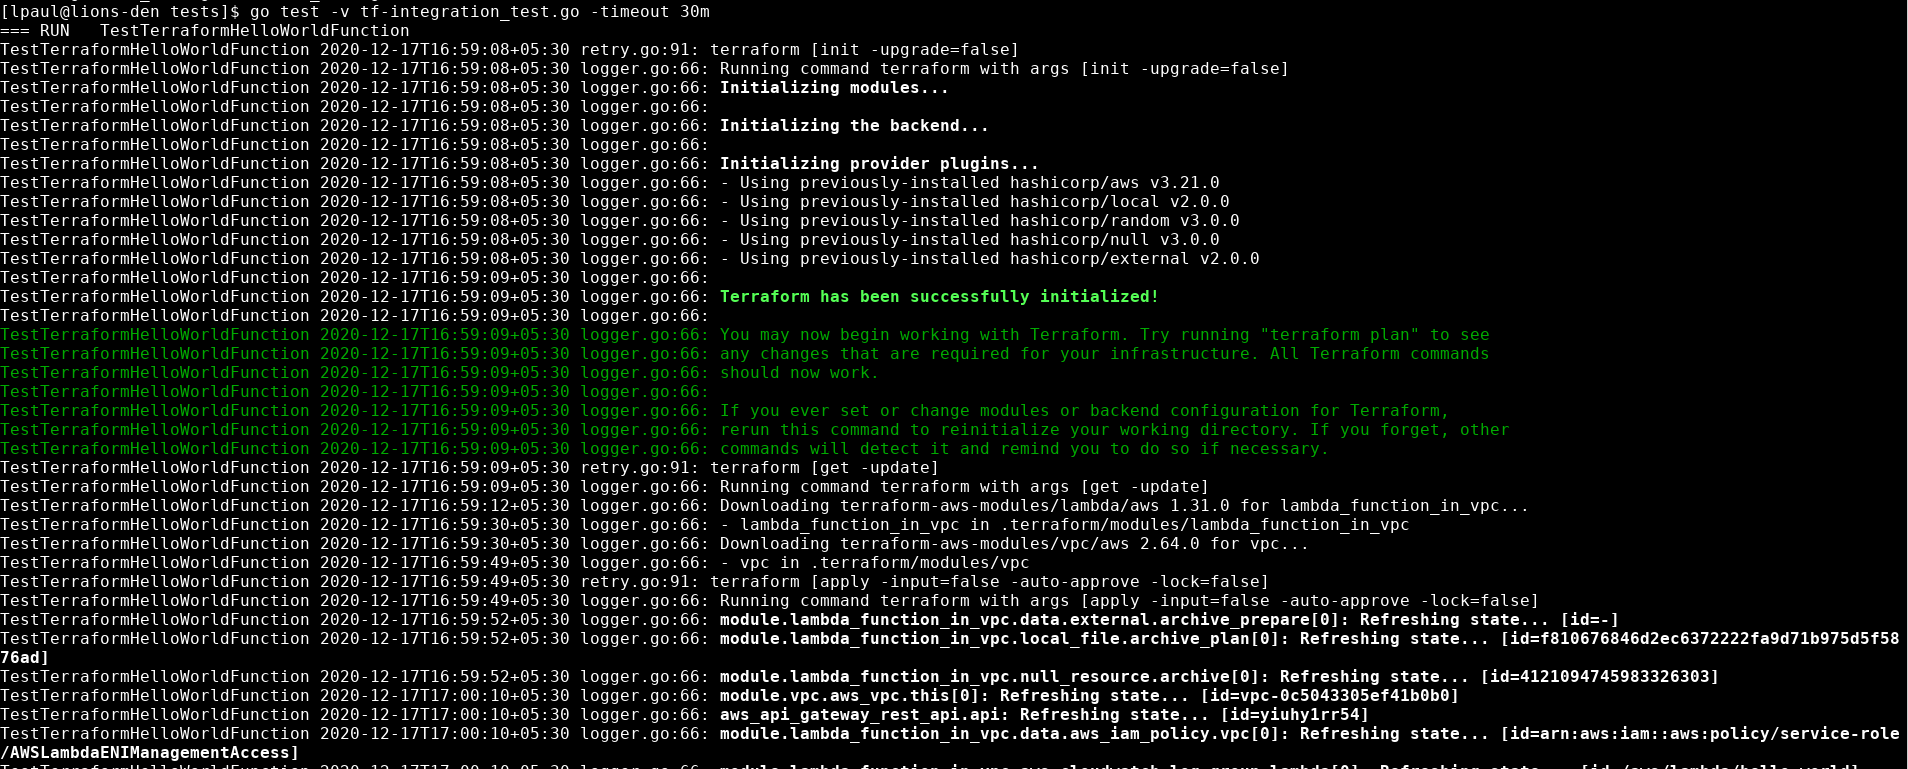 [lpaul@lions-den tests]$ go test -v tf-integration_test.go -timeout 30m
=== RUN   TestTerraformHelloWorldFunction
TestTerraformHelloWorldFunction 2020-12-17T16:59:08+05:30 retry.go:91: terraform [init -upgrade=false]
TestTerraformHelloWorldFunction 2020-12-17T16:59:08+05:30 logger.go:66: Running command terraform with args [init -upgrade=false]
TestTerraformHelloWorldFunction 2020-12-17T16:59:08+05:30 logger.go:66: Initializing modules...
TestTerraformHelloWorldFunction 2020-12-17T16:59:08+05:30 logger.go:66:
TestTerraformHelloWorldFunction 2020-12-17T16:59:08+05:30 logger.go:66: Initializing the backend...
TestTerraformHelloWorldFunction 2020-12-17T16:59:08+05:30 logger.go:66:
TestTerraformHelloWorldFunction 2020-12-17T16:59:08+05:30 logger.go:66: Initializing provider plugins...
TestTerraformHelloWorldFunction 2020-12-17T16:59:08+05:30 logger.go:66: - Using previously-installed hashicorp/aws v3.21.0
TestTerraformHelloWorldFunction 2020-12-17T16:59:08+05:30 logger.go:66: - Using previously-installed hashicorp/local v2.0.0
TestTerraformHelloWorldFunction 2020-12-17T16:59:08+05:30 logger.go:66: - Using previously-installed hashicorp/random v3.0.0
TestTerraformHelloWorldFunction 2020-12-17T16:59:08+05:30 logger.go:66: - Using previously-installed hashicorp/null v3.0.0
TestTerraformHelloWorldFunction 2020-12-17T16:59:08+05:30 logger.go:66: - Using previously-installed hashicorp/external v2.0.0
TestTerraformHelloWorldFunction 2020-12-17T16:59:09+05:30 logger.go:66:
TestTerraformHelloWorldFunction 2020-12-17T16:59:09+05:30 logger.go:66: Terraform has been successfully initialized!
TestTerraformHelloWorldFunction 2020-12-17T16:59:09+05:30 logger.go:66:
TestTerraformHelloWorldFunction 2020-12-17T16:59:09+05:30 logger.go:66: You may now begin working with Terraform. Try running "terraform plan" to see
TestTerraformHelloWorldFunction 2020-12-17T16:59:09+05:30 logger.go:66: any changes that are required for your infrastructure. All Terraform commands
TestTerraformHelloWorldFunction 2020-12-17T16:59:09+05:30 logger.go:66: should now work.
TestTerraformHelloWorldFunction 2020-12-17T16:59:09+05:30 logger.go:66:
TestTerraformHelloWorldFunction 2020-12-17T16:59:09+05:30 logger.go:66: If you ever set or change modules or backend configuration for Terraform,
TestTerraformHelloWorldFunction 2020-12-17T16:59:09+05:30 logger.go:66: rerun this command to reinitialize your working directory. If you forget, other
TestTerraformHelloWorldFunction 2020-12-17T16:59:09+05:30 logger.go:66: commands will detect it and remind you to do so if necessary.
TestTerraformHelloWorldFunction 2020-12-17T16:59:09+05:30 retry.go:91: terraform [get -update]
TestTerraformHelloWorldFunction 2020-12-17T16:59:09+05:30 logger.go:66: Running command terraform with args [get -update]
TestTerraformHelloWorldFunction 2020-12-17T16:59:12+05:30 logger.go:66: Downloading terraform-aws-modules/lambda/aws 1.31.0 for lambda_function_in_vpc...
TestTerraformHelloWorldFunction 2020-12-17T16:59:30+05:30 logger.go:66: - lambda_function_in_vpc in .terraform/modules/lambda_function_in_vpc
TestTerraformHelloWorldFunction 2020-12-17T16:59:30+05:30 logger.go:66: Downloading terraform-aws-modules/vpc/aws 2.64.0 for vpc...
TestTerraformHelloWorldFunction 2020-12-17T16:59:49+05:30 logger.go:66: - vpc in .terraform/modules/vpc
TestTerraformHelloWorldFunction 2020-12-17T16:59:49+05:30 retry.go:91: terraform [apply -input=false -auto-approve -lock=false]
TestTerraformHelloWorldFunction 2020-12-17T16:59:49+05:30 logger.go:66: Running command terraform with args [apply -input=false -auto-approve -lock=false]
TestTerraformHelloWorldFunction 2020-12-17T16:59:52+05:30 logger.go:66: module.lambda_function_in_vpc.data.external.archive_prepare[0]: Refreshing state... [id=-]
TestTerraformHelloWorldFunction 2020-12-17T16:59:52+05:30 logger.go:66: module.lambda_function_in_vpc.local_file.archive_plan[0]: Refreshing state... [id=f810676846d2ec6372222fa9d71b975d5f58
76ad]
TestTerraformHelloWorldFunction 2020-12-17T16:59:52+05:30 logger.go:66: module.lambda_function_in_vpc.null_resource.archive[0]: Refreshing state... [id=4121094745983326303]
TestTerraformHelloWorldFunction 2020-12-17T17:00:10+05:30 logger.go:66: module.vpc.aws_vpc.this[0]: Refreshing state... [id=vpc-0c5043305ef41b0b0]
TestTerraformHelloWorldFunction 2020-12-17T17:00:10+05:30 logger.go:66: aws_api_gateway_rest_api.api: Refreshing state... [id=yiuhy1rr54]
TestTerraformHelloWorldFunction 2020-12-17T17:00:10+05:30 logger.go:66: module.lambda_function_in_vpc.data.aws_iam_policy.vpc[0]: Refreshing state... [id=arn:aws:iam::aws:policy/service-role
/AWSLambdaENIManagementAccess]